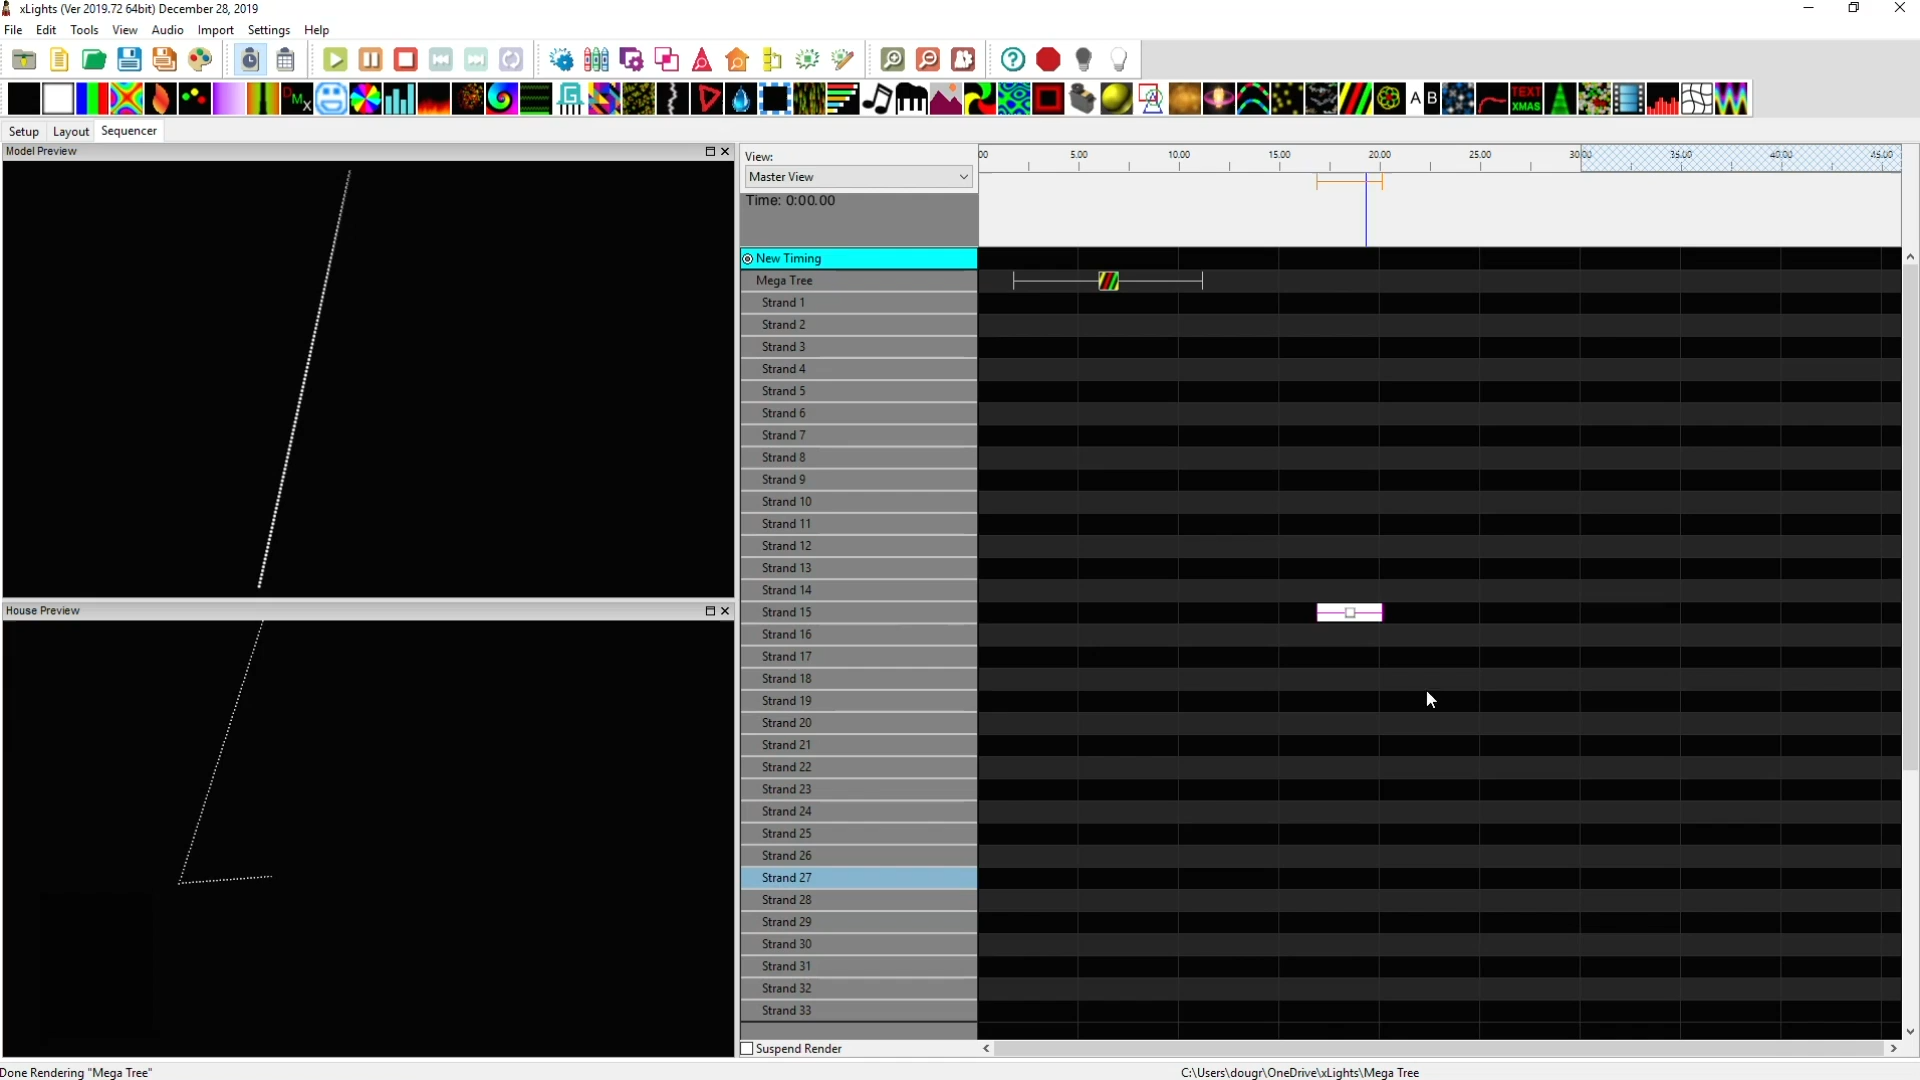 xLights (Ver 2019.72 64bit) December 28, 2019
File Edit Tools View Audio Import Settings Help
A B
TEXT
XMAS
Setup Layout Sequencer
Model Preview
View:
Master View
5.00 10.00 15.00 20.00 25.00 30.00 35.00 40.00 45.00
Time: 0:00.00
New Timing
Mega Tree
Strand 1
Strand 2
Strand 3
Strand 4
Strand 5
Strand 6
Strand 7
Strand 8
Strand 9
Strand 10
Strand 11
Strand 12
Strand 13
Strand 14
House Preview
Strand 15
Strand 16
Strand 17
Strand 18
Strand 19
Strand 20
Strand 21
Strand 22
Strand 23
Strand 24
Strand 25
Strand 26
Strand 27
Strand 28
Strand 29
Strand 30
Strand 31
Strand 32
Strand 33
Suspend Render
Done Rendering "Mega Tree"
C:\Users\dougr\OneDrive\xLights\Mega Tree